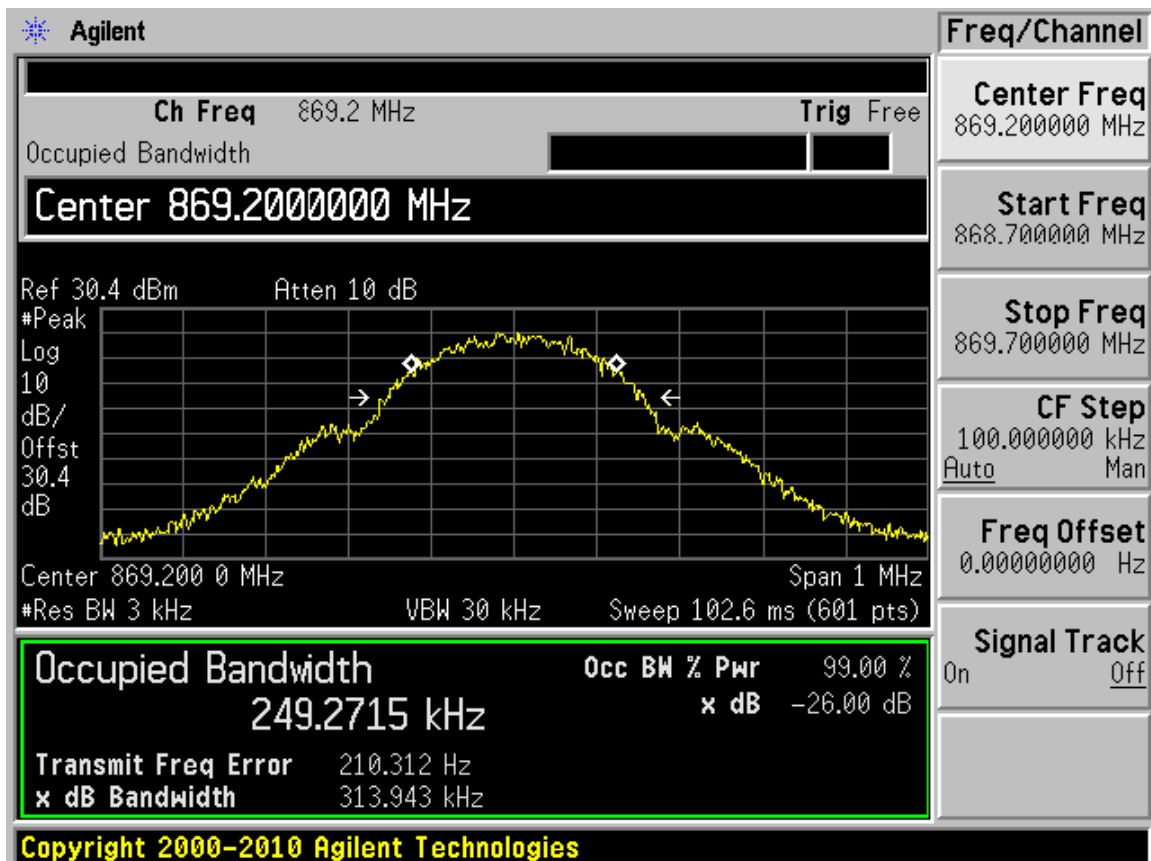 Agilent
Freq/Channel
Ch Freq 869.2 MHz Trig Free
Occupied Bandwidth
Center 869.2000000 MHz
Ref 30.4 dBm Atten 10 dB
#Peak
Log
10
dB/
Offst
30.4
dB
Center 869.200 0 MHz Span 1 MHz
#Res BW 3 kHz VBW 30 kHz Sweep 102.6 ms (601 pts)
Occupied Bandwidth
249.2715 kHz
Occ BW % Pwr 99.00 %
x dB -26.00 dB
Transmit Freq Error 210.312 Hz
x dB Bandwidth 313.943 kHz
Center Freq
869.200000 MHz
Start Freq
868.700000 MHz
Stop Freq
869.700000 MHz
CF Step
100.000000 kHz
Auto Man
Freq Offset
0.00000000 Hz
Signal Track
On Off
Copyright 2000-2010 Agilent Technologies